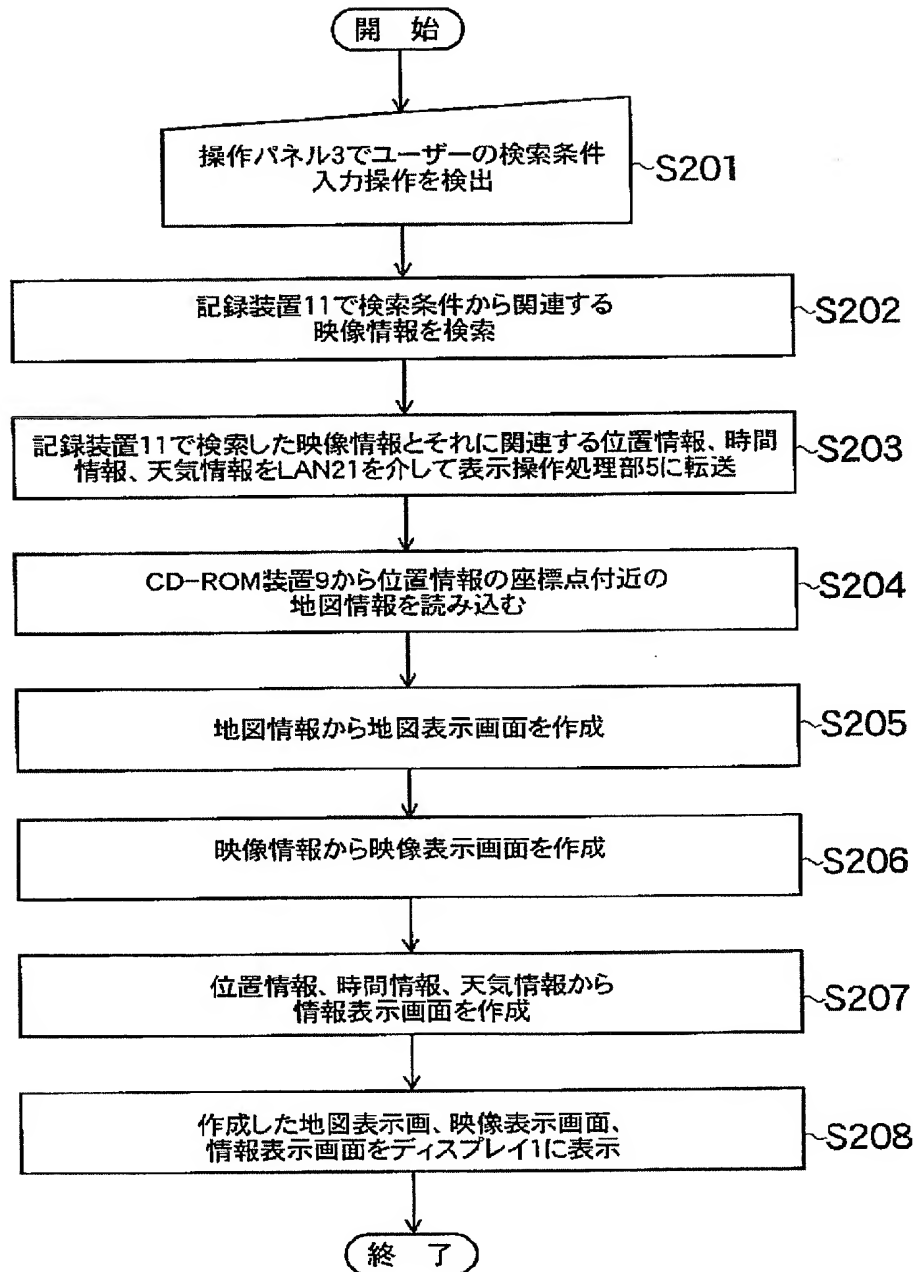 開 始
操作パネル3でユーザーの検索条件
入力操作を検出
S201
記録装置11で検索条件から関連する
映像情報を検索
S202
記録装置11で検索した映像情報とそれに関連する位置情報、時間
情報、天気情報をLAN21を介して表示操作処理部5に転送
S203
CD-ROM装置9から位置情報の座標点付近の
地図情報を読み込む
S204
地図情報から地図表示画面を作成
S205
映像情報から映像表示画面を作成
S206
位置情報、時間情報、天気情報から
情報表示画面を作成
S207
作成した地図表示画、映像表示画面、
情報表示画面をディスプレイ1に表示
S208
終 了